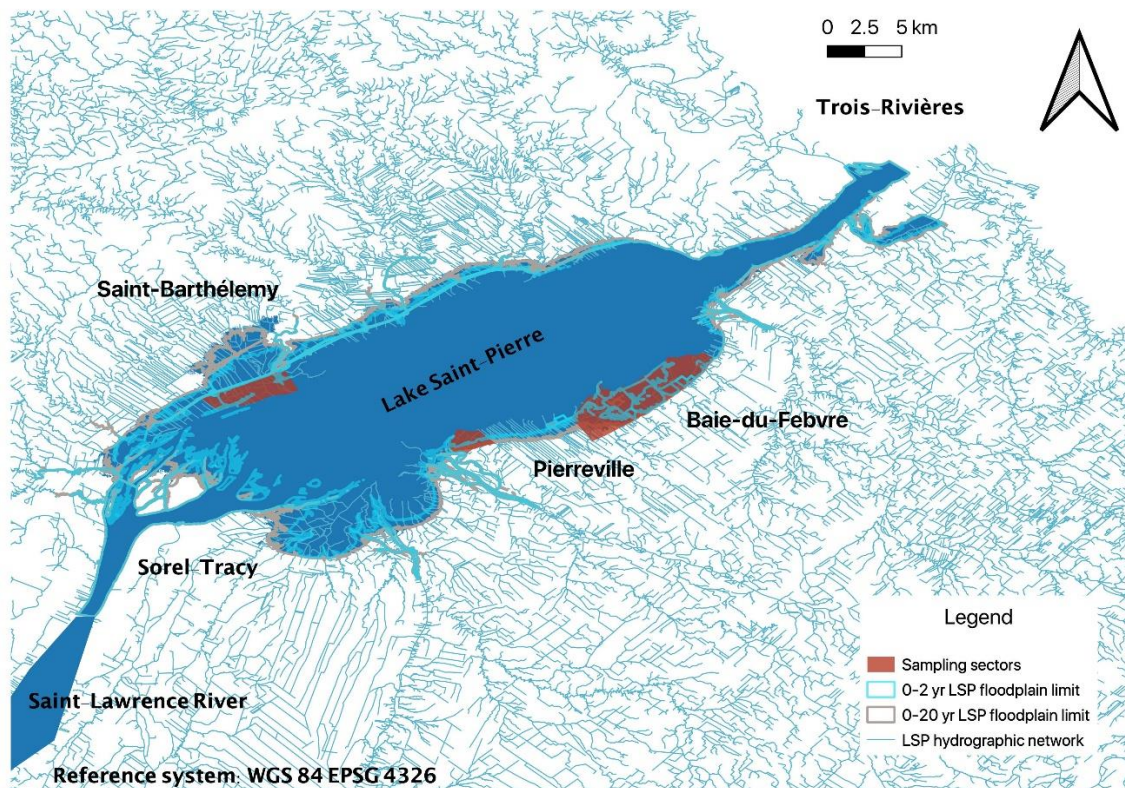 0 2.5 5 km
Trois-Rivières
Saint-Barthélemy
Lake Saint-Pierre
Baie-du-Febvre
Pierreville
Sorel-Tracy
Saint-Lawrence River
Legend
Sampling sectors
0-2 yr LSP floodplain limit
0-20 yr LSP floodplain limit
LSP hydrographic network
Reference system: WGS 84 EPSG 4326